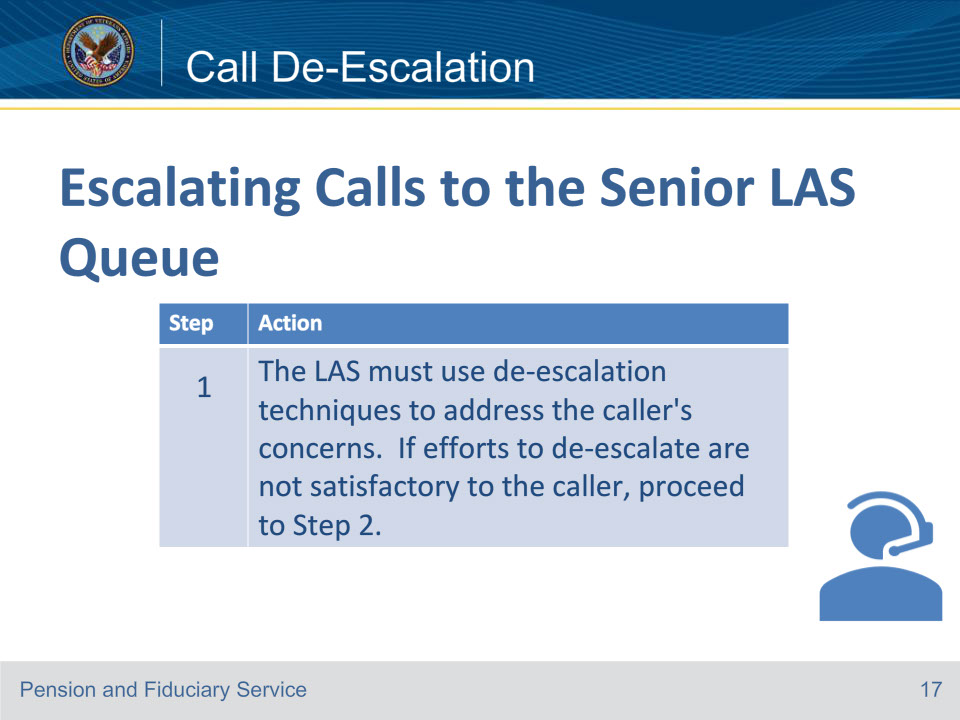 Call De-Escalation
Escalating Calls to the Senior LAS
Queue
Step Action
1 The LAS must use de-escalation
techniques to address the caller's
concerns.  If efforts to de-escalate are
not satisfactory to the caller, proceed
to Step 2.
Pension and Fiduciary Service 17